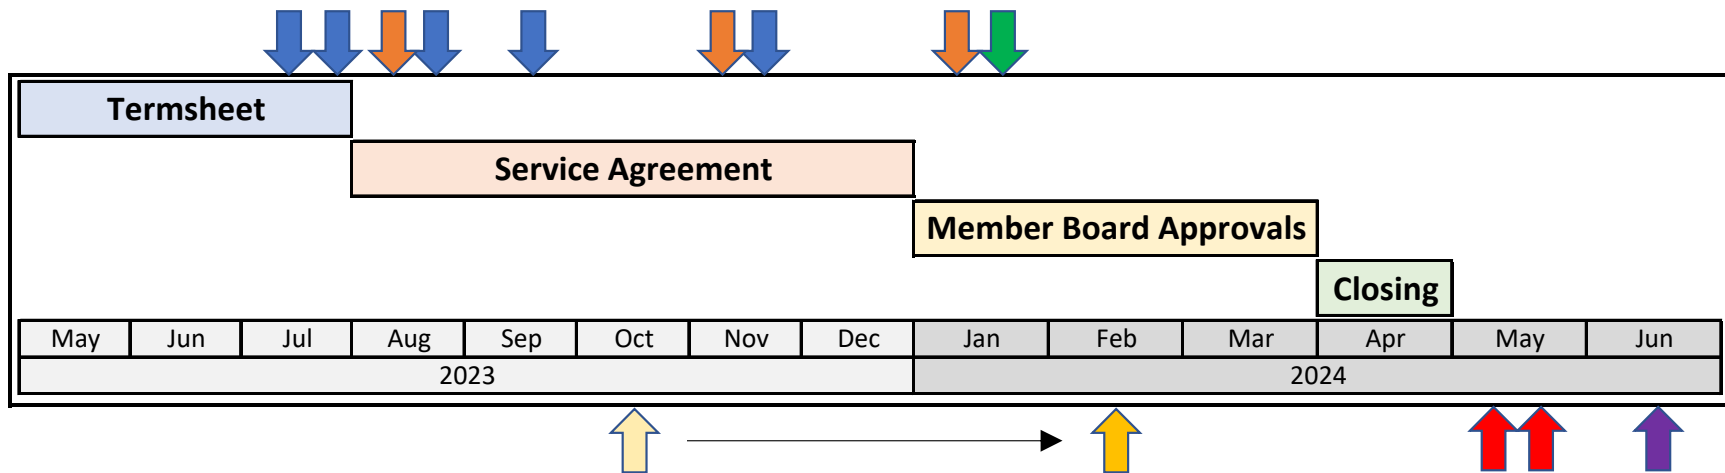 Termsheet
Service Agreement
Member Board Approvals
Closing
May Jun Jul Aug Sep Oct Nov Dec Jan Feb Mar Apr May Jun
2023 2024